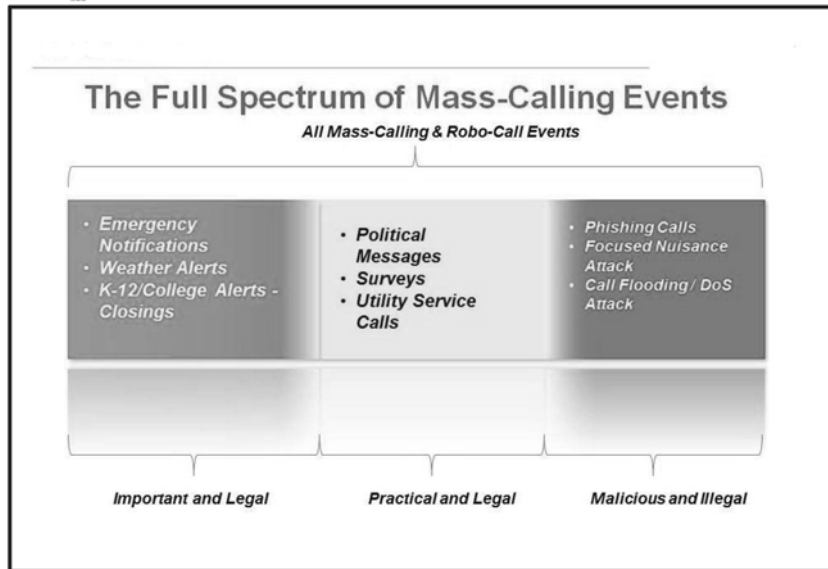 The Full Spectrum of Mass-Calling Events
All Mass-Calling & Robo-Call Events
• Emergency
Notifications
• Weather Alerts
• K-12/College Alerts -
Closings
• Political
Messages
• Surveys
• Utility Service
Calls
• Phishing Calls
• Focused Nuisance
Attack
• Call Flooding / DoS
Attack
Important and Legal
Practical and Legal
Malicious and Illegal